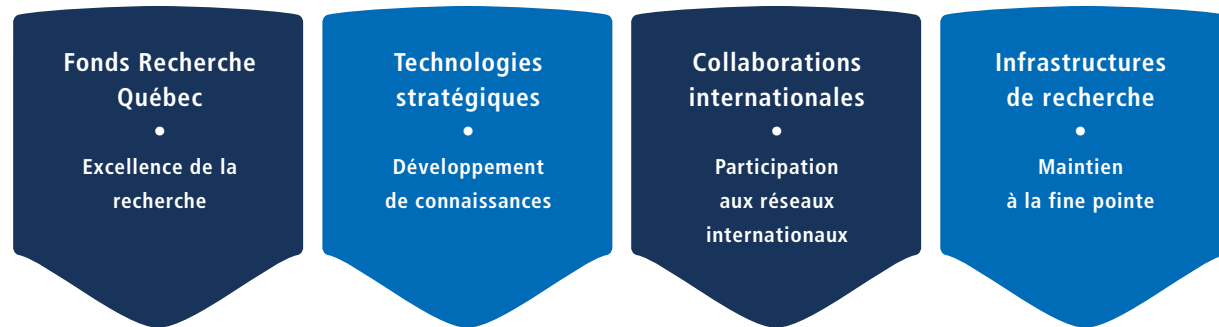 Fonds Recherche
Québec
•
Excellence de la
recherche
Technologies
stratégiques
•
Développement
de connaissances
Collaborations
internationales
•
Participation
aux réseaux
internationaux
Infrastructures
de recherche
•
Maintien
à la fine pointe